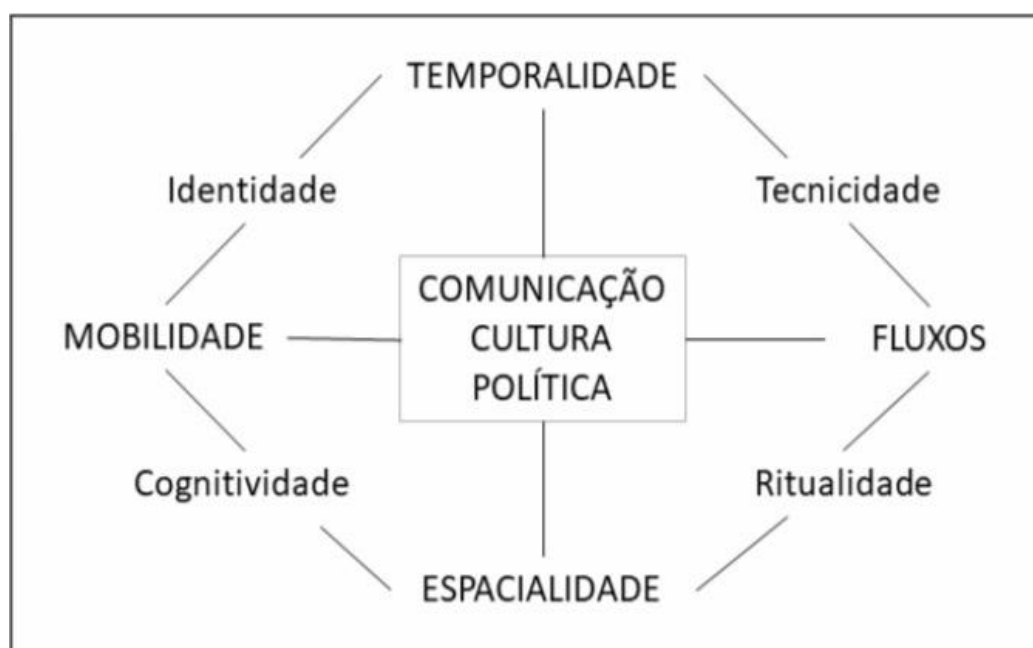 TEMPORALIDADE
Identidade
Tecnicidade
COMUNICAÇÃO
CULTURA
POLÍTICA
MOBILIDADE
FLUXOS
Cognitividade
Ritualidade
ESPACIALIDADE